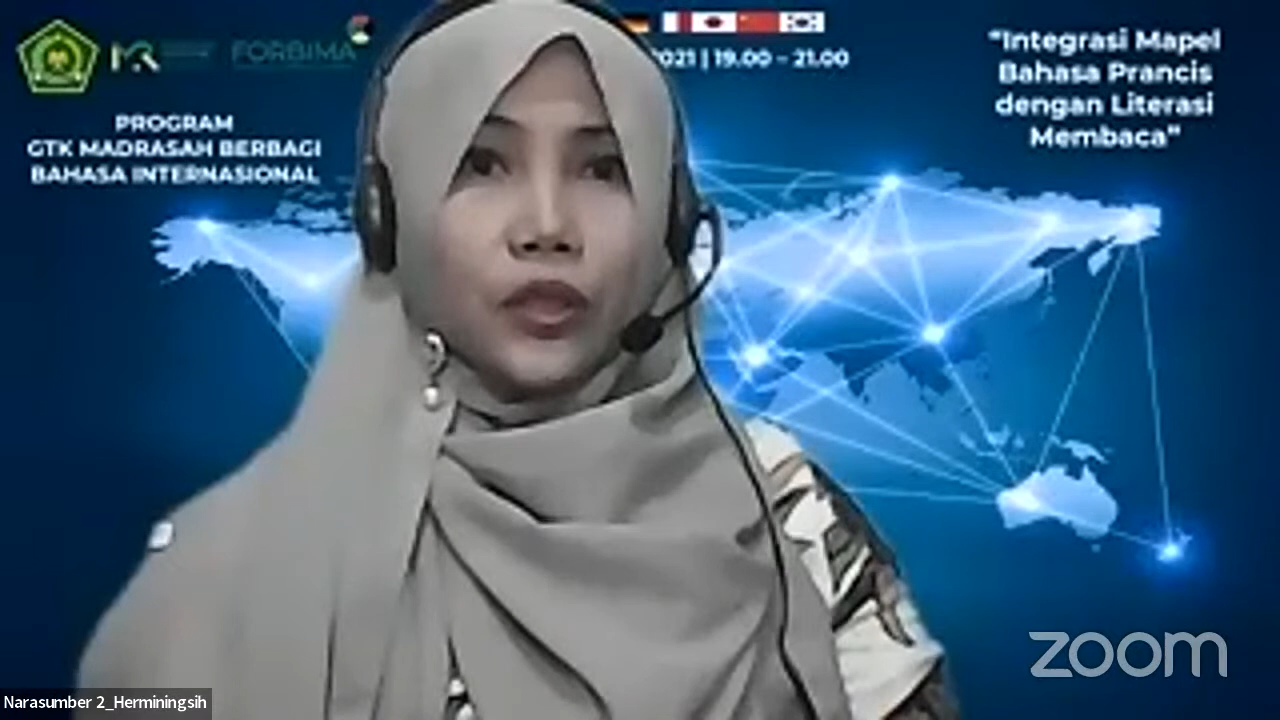 FORBIMA
PROGRAM
GTK MADRASAH BERBAGI
BAHASA INTERNASIONAL
2021 | 19.00 – 21.00
“Integrasi Mapel
Bahasa Prancis
dengan Literasi
Membaca”
zoom
Narasumber 2_Herminingsih